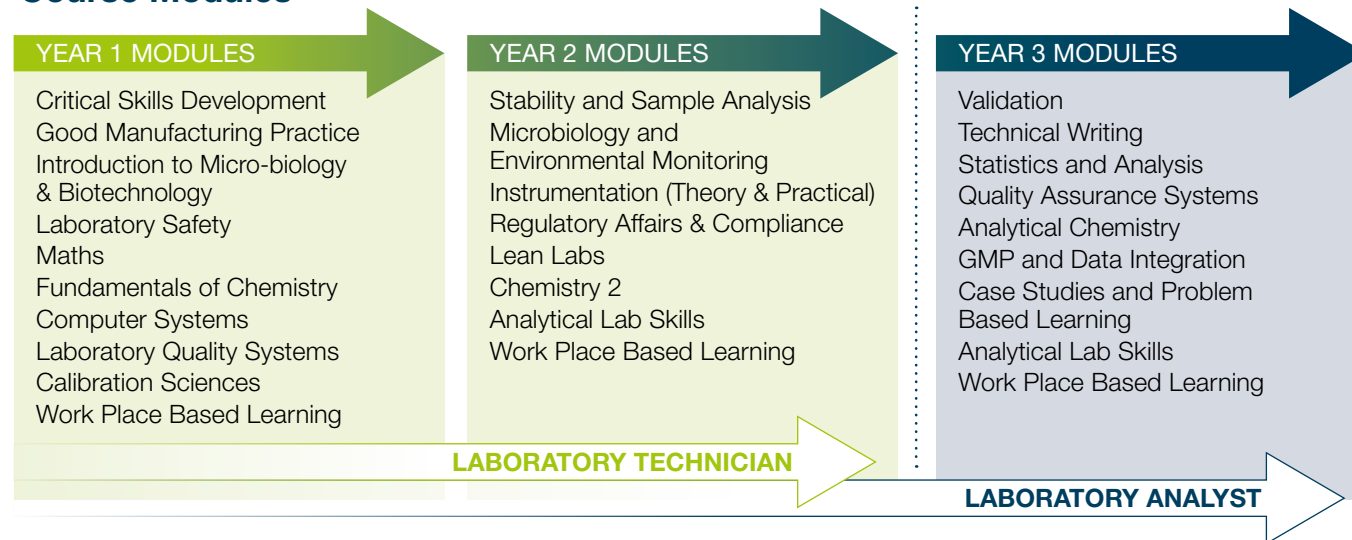 Course Modules
YEAR 1 MODULES
Critical Skills Development
Good Manufacturing Practice
Introduction to Micro-biology
& Biotechnology
Laboratory Safety
Maths
Fundamentals of Chemistry
Computer Systems
Laboratory Quality Systems
Calibration Sciences
Work Place Based Learning
YEAR 2 MODULES
Stability and Sample Analysis
Microbiology and
Environmental Monitoring
Instrumentation (Theory & Practical)
Regulatory Affairs & Compliance
Lean Labs
Chemistry 2
Analytical Lab Skills
Work Place Based Learning
YEAR 3 MODULES
Validation
Technical Writing
Statistics and Analysis
Quality Assurance Systems
Analytical Chemistry
GMP and Data Integration
Case Studies and Problem
Based Learning
Analytical Lab Skills
Work Place Based Learning
LABORATORY TECHNICIAN
LABORATORY ANALYST